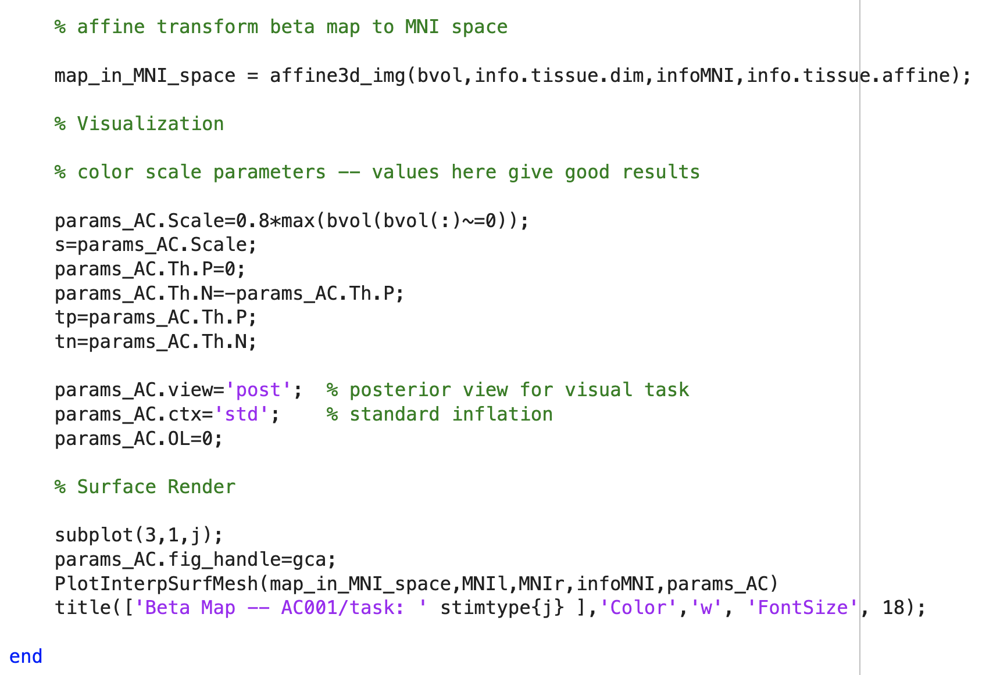 % affine transform beta map to MNI space
map_in_MNI_space = affine3d_img(bvol,info.tissue.dim,infoMNI,info.tissue.affine);
% Visualization
% color scale parameters -- values here give good results
params_AC.Scale=0.8*max(bvol(bvol(:)~=0));
s=params_AC.Scale;
params_AC.Th.P=0;
params_AC.Th.N=-params_AC.Th.P;
tp=params_AC.Th.P;
tn=params_AC.Th.N;
params_AC.view='post';  % posterior view for visual task
params_AC.ctx='std';    % standard inflation
params_AC.OL=0;
% Surface Render
subplot(3,1,j);
params_AC.fig_handle=gca;
PlotInterpSurfMesh(map_in_MNI_space,MNIl,MNIr,infoMNI,params_AC)
title(['Beta Map -- AC001/task: ' stimtype{j} ],'Color','w', 'FontSize', 18);
end